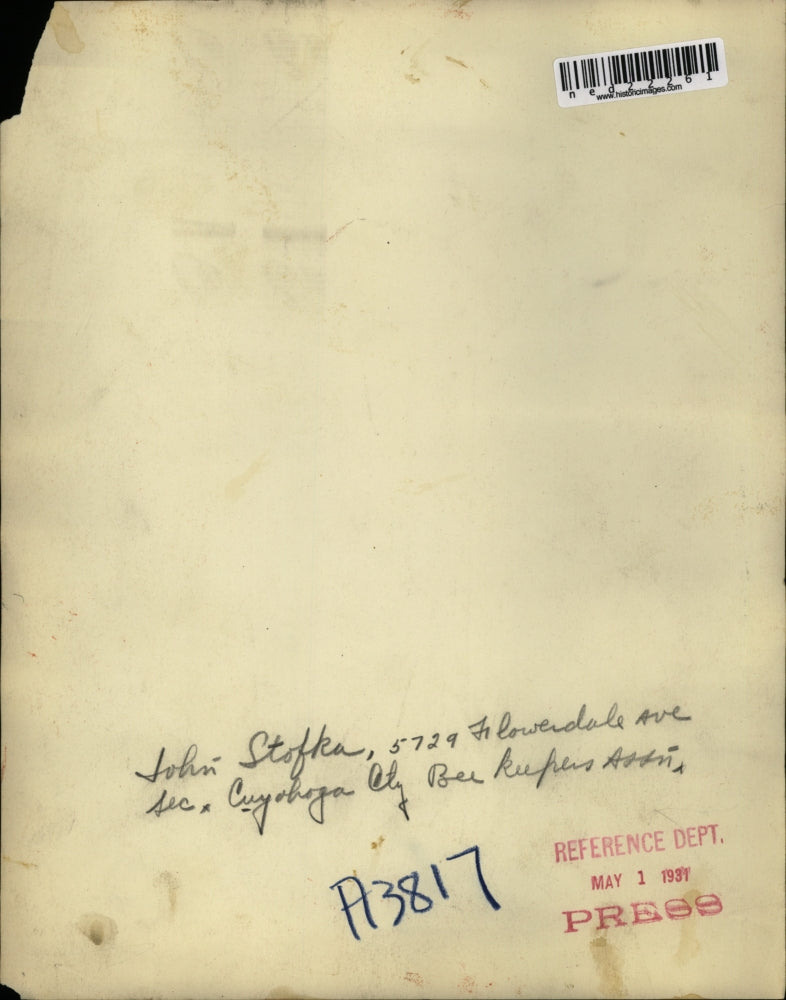 ned22261
www.historicimages.com
John Stofka, 5729 Flowerdale Ave
Sec. Cuyahoga Cty Bee Keepers Assn.
A3817
REFERENCE DEPT.
MAY 1 1931
PRESS